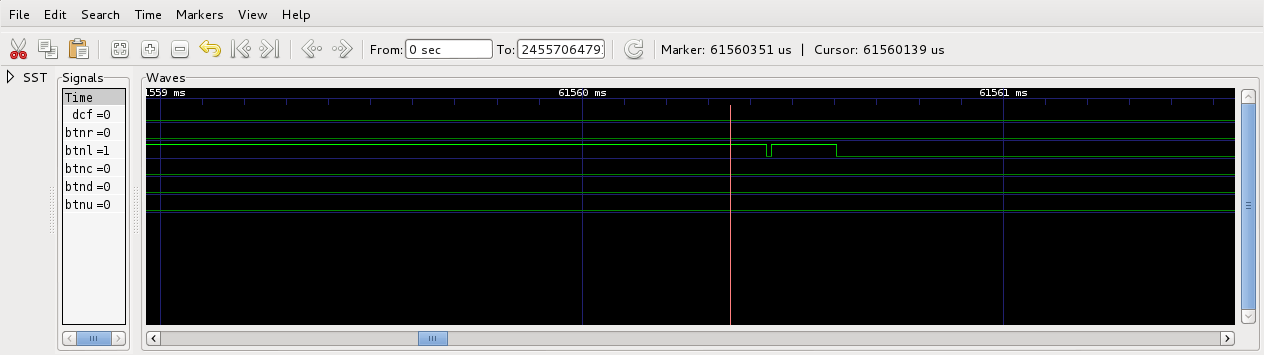 File Edit Search Time Markers View Help
From: 0 sec To: 24557064793 Marker: 61560351 us | Cursor: 61560139 us
SST Signals Waves
Time
1559 ms 61560 ms 61561 ms
dcf =0
btnr =0
btnl =1
btnc =0
btnd =0
btnu =0